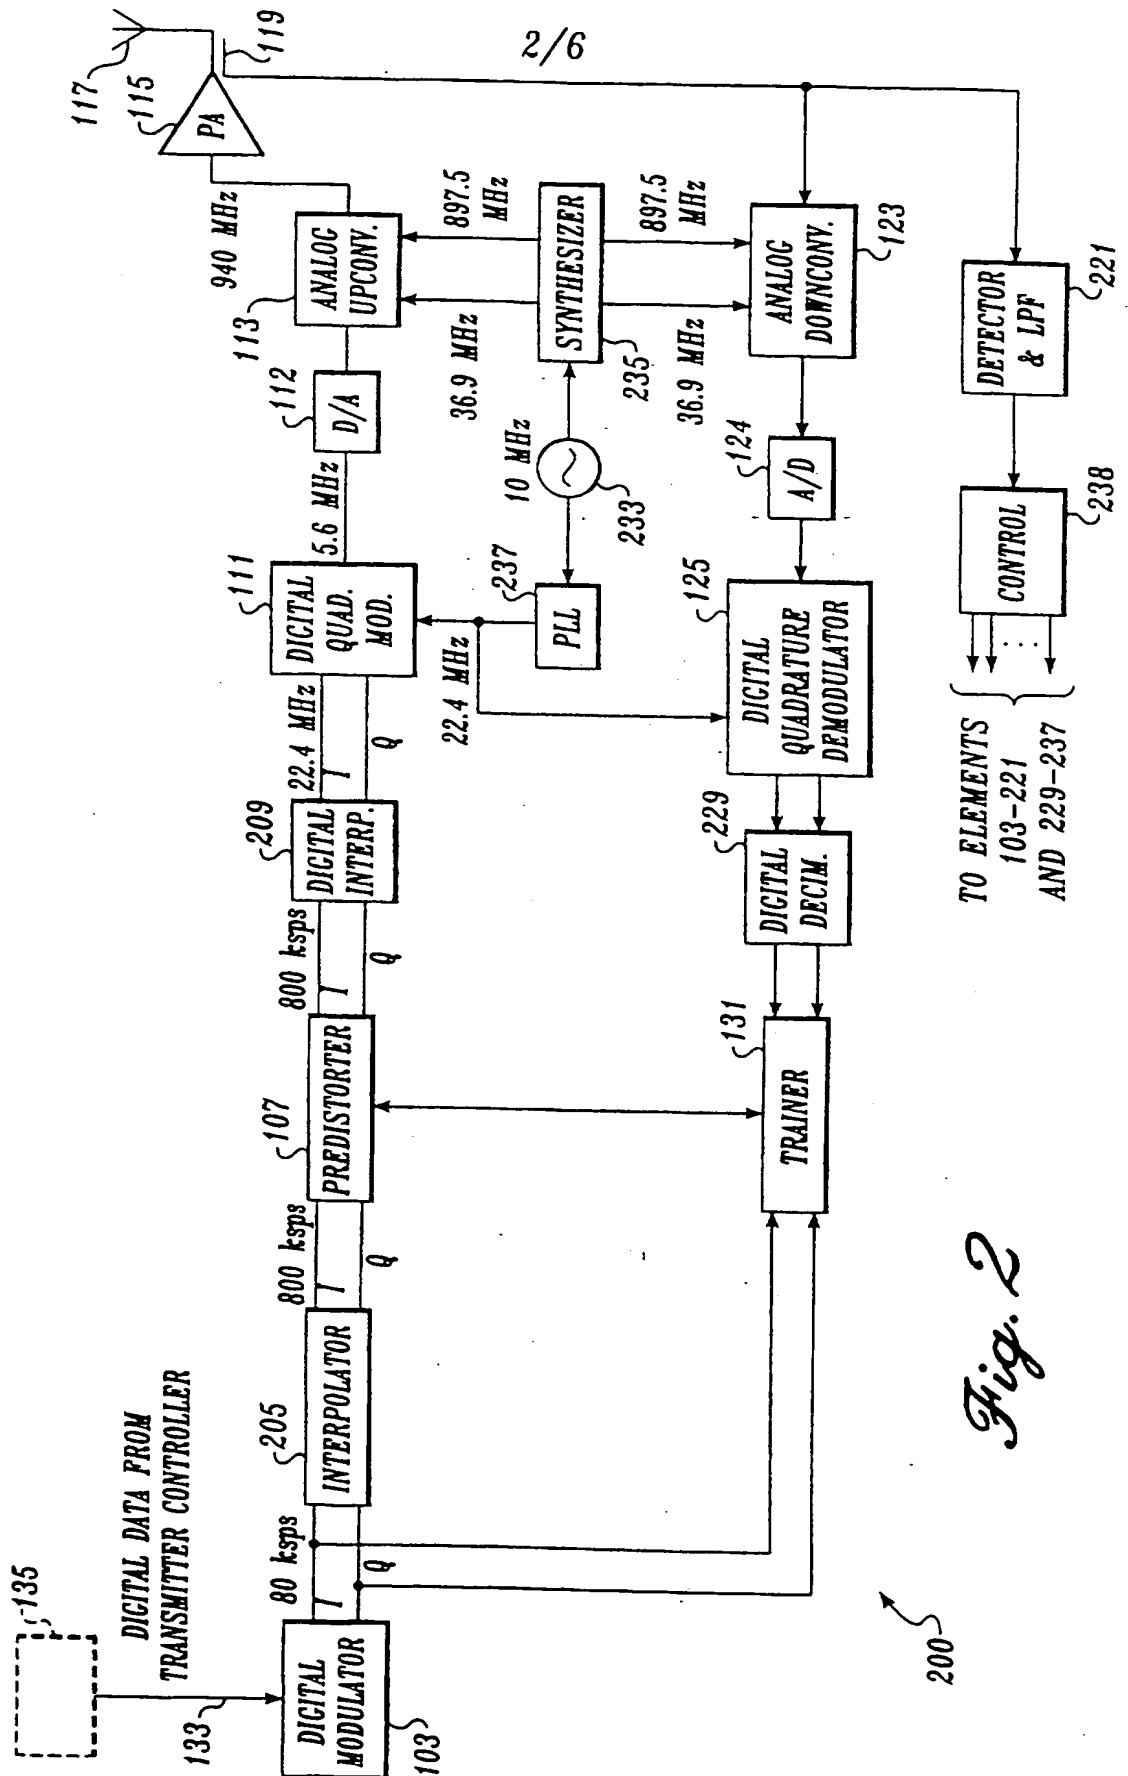 2/6
135
DIGITAL DATA FROM
TRANSMITTER CONTROLLER
133
DIGITAL
MODULATOR
103
80 ksps
I
Q
205
INTERPOLATOR
800 ksps
I
Q
107
PREDISTORTER
800 ksps
I
Q
209
DIGITAL
INTERP.
22.4 MHz
I
Q
111
DIGITAL
QUAD.
MOD.
5.6 MHz
112
D/A
113
ANALOG
UPCONV.
940 MHz
115
PA
117
119
22.4 MHz
237
PLL
10 MHz
233
36.9 MHz
897.5
MHz
SYNTHESIZER
235
36.9 MHz
897.5
MHz
131
TRAINER
229
DIGITAL
DECIM.
125
DIGITAL
QUADRATURE
DEMODULATOR
124
A/D
ANALOG
DOWNCONV.
123
TO ELEMENTS
103-221
AND 229-237
CONTROL
238
DETECTOR
& LPF
221
200
Fig. 2